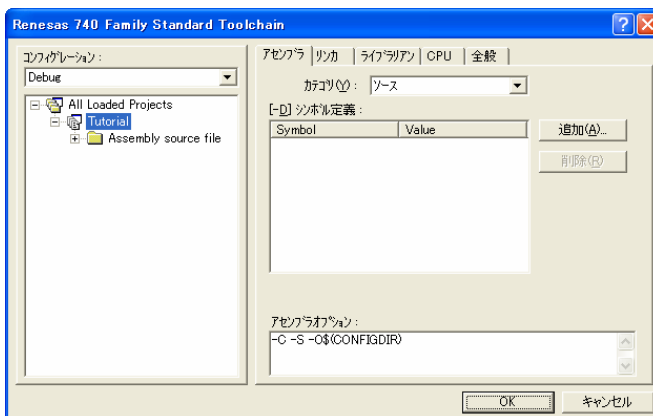 Renesas 740 Family Standard Toolchain
コンフィグレーション :
Debug
All Loaded Projects
Tutorial
Assembly source file
アセンブラ リンカ ライブラリアン CPU 全般
カテゴリ(Y) : ソース
[-D] シンボル定義 :
Symbol Value
追加(A)...
削除(R)
アセンブラオプション :
-C -S -O$(CONFIGDIR)
OK キャンセル